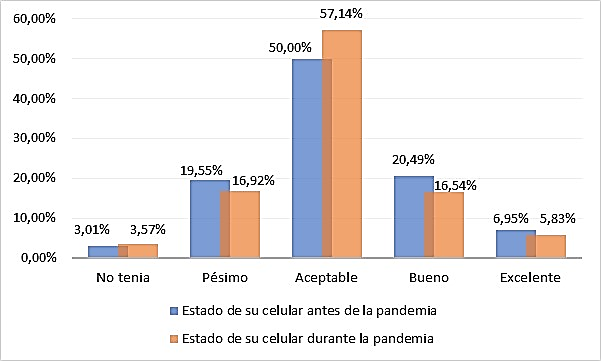 60,00%
50,00%
40,00%
30,00%
20,00%
10,00%
0,00%
3,01%
3,57%
19,55%
16,92%
50,00%
57,14%
20,49%
16,54%
6,95%
5,83%
No tenia
Pésimo
Aceptable
Bueno
Excelente
Estado de su celular antes de la pandemia
Estado de su celular durante la pandemia